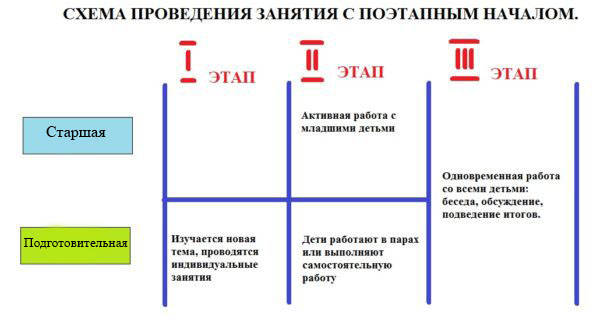 СХЕМА ПРОВЕДЕНИЯ ЗАНЯТИЯ С ПОЭТАПНЫМ НАЧАЛОМ.
I ЭТАП
II ЭТАП
III ЭТАП
Старшая
Активная работа с
младшими детьми
Одновременная работа
со всеми детьми:
беседа, обсуждение,
подведение итогов.
Подготовительная
Изучается новая
тема, проводятся
индивидуальные
занятия
Дети работают в парах
или выполняют
самостоятельную
работу